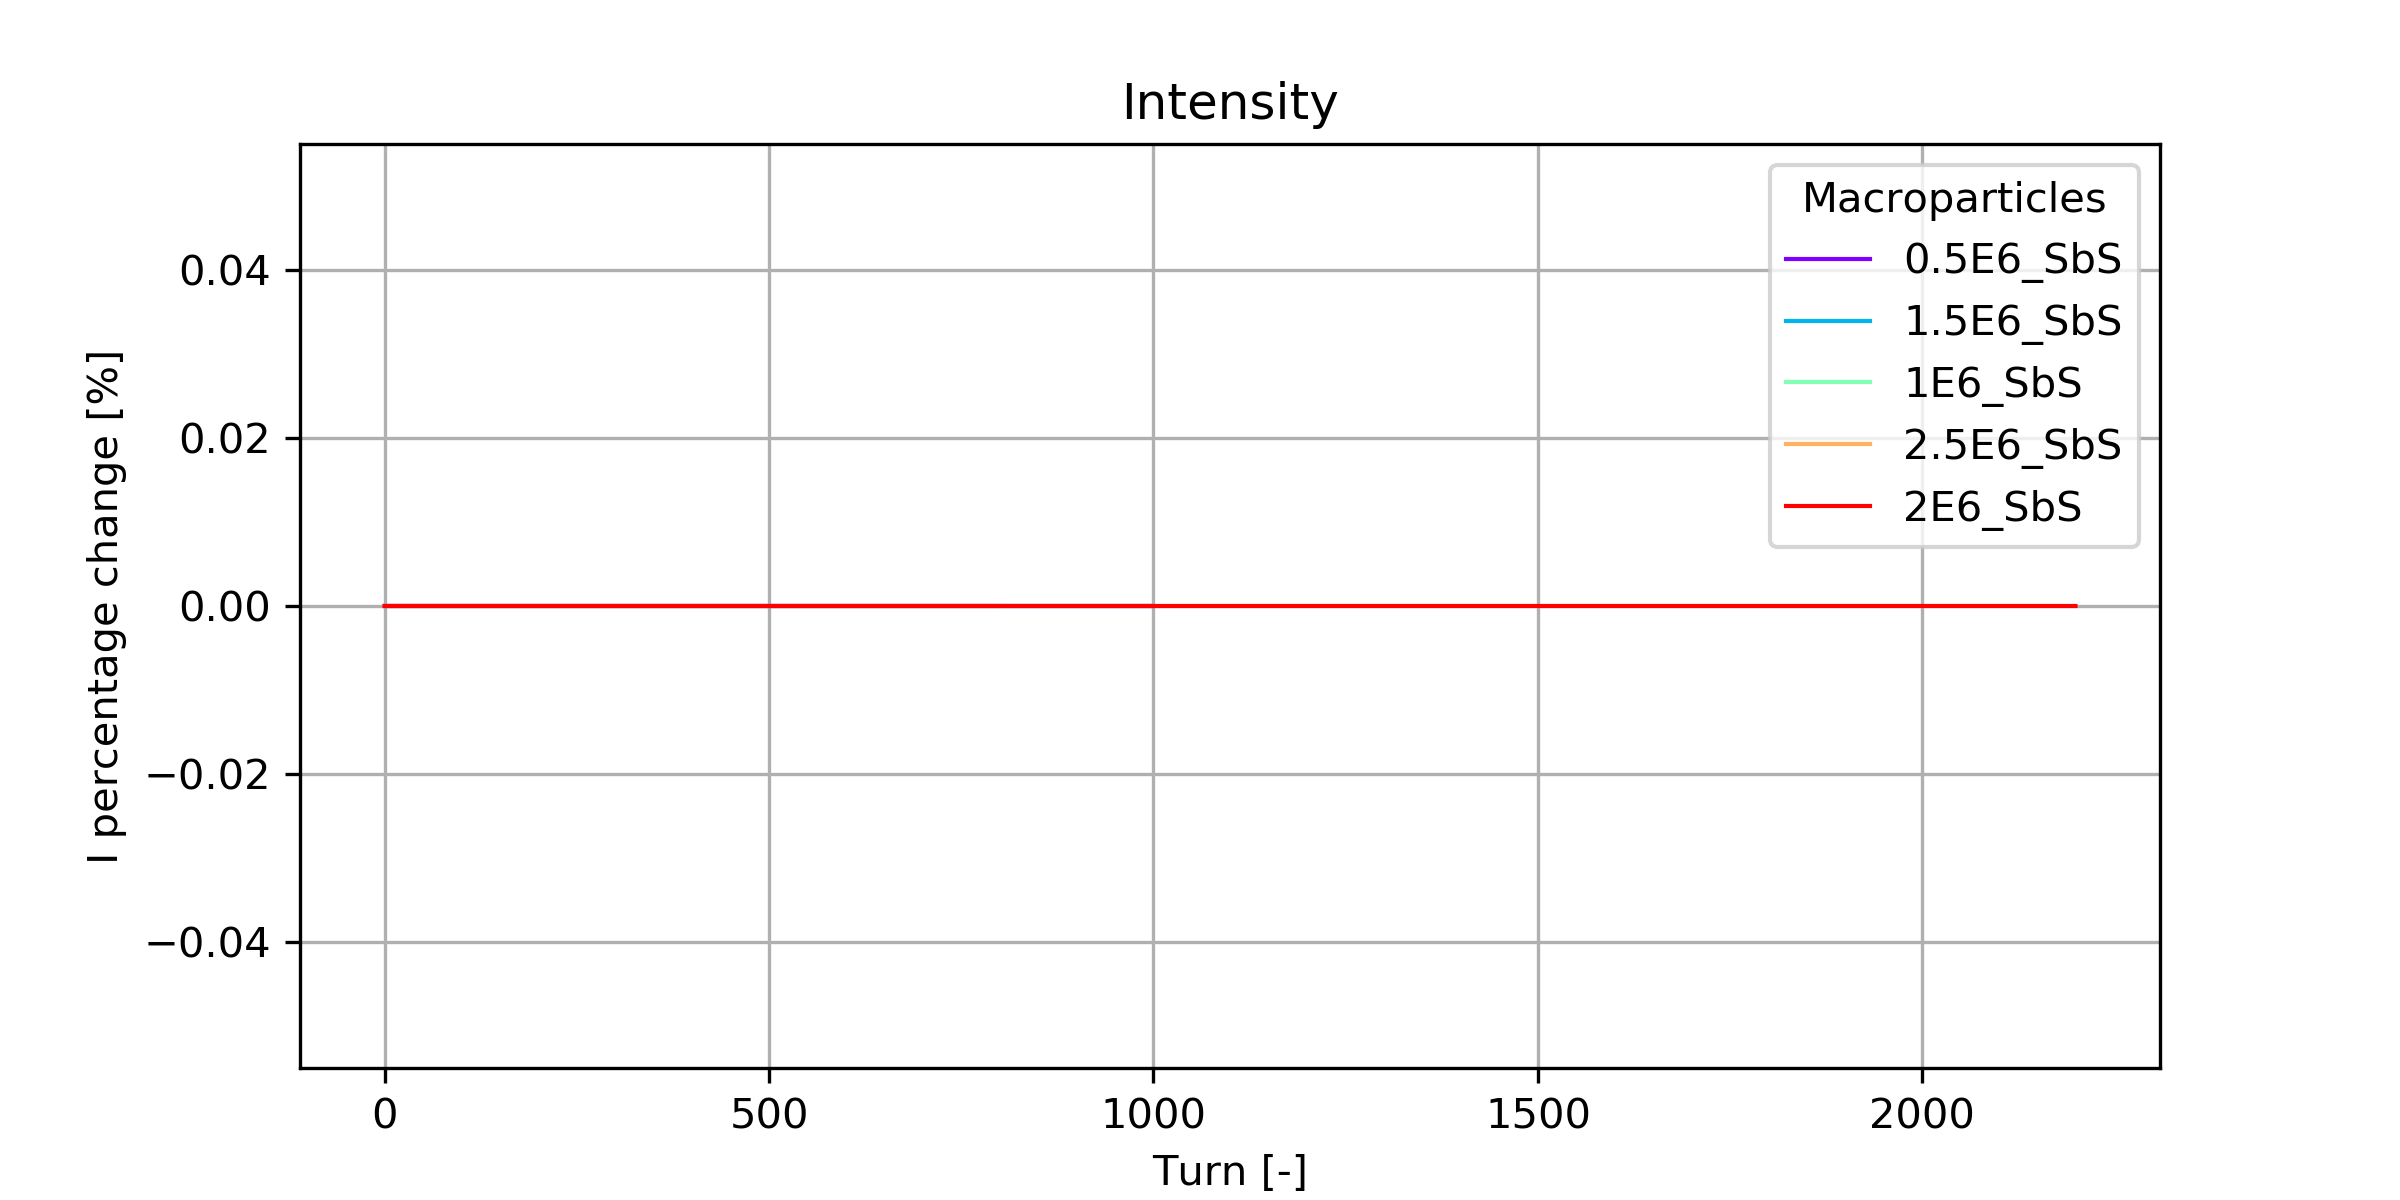 Intensity
Macroparticles
0.5E6_SbS
1.5E6_SbS
1E6_SbS
2.5E6_SbS
2E6_SbS
I percentage change [%]
0.04
0.02
0.00
−0.02
−0.04
0 500 1000 1500 2000
Turn [-]